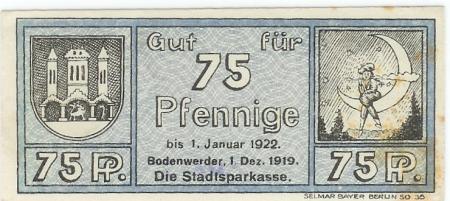 Gut für
75
Pfennige
bis 1. Januar 1922.
Bodenwerder, 1. Dez. 1919.
Die Stadtsparkasse.
75 Pf.
75 Pf.
SELMAR BAYER BERLIN SO 36